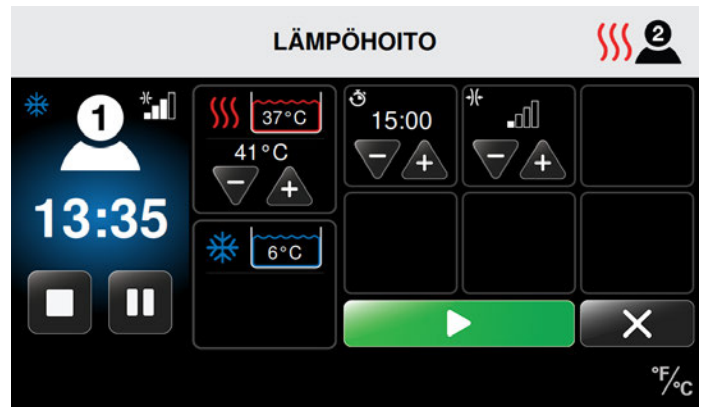 LÄMPÖHOITO
2
1
13:35
37°C
41°C
- +
6°C
15:00
- +
- +
°F/°C